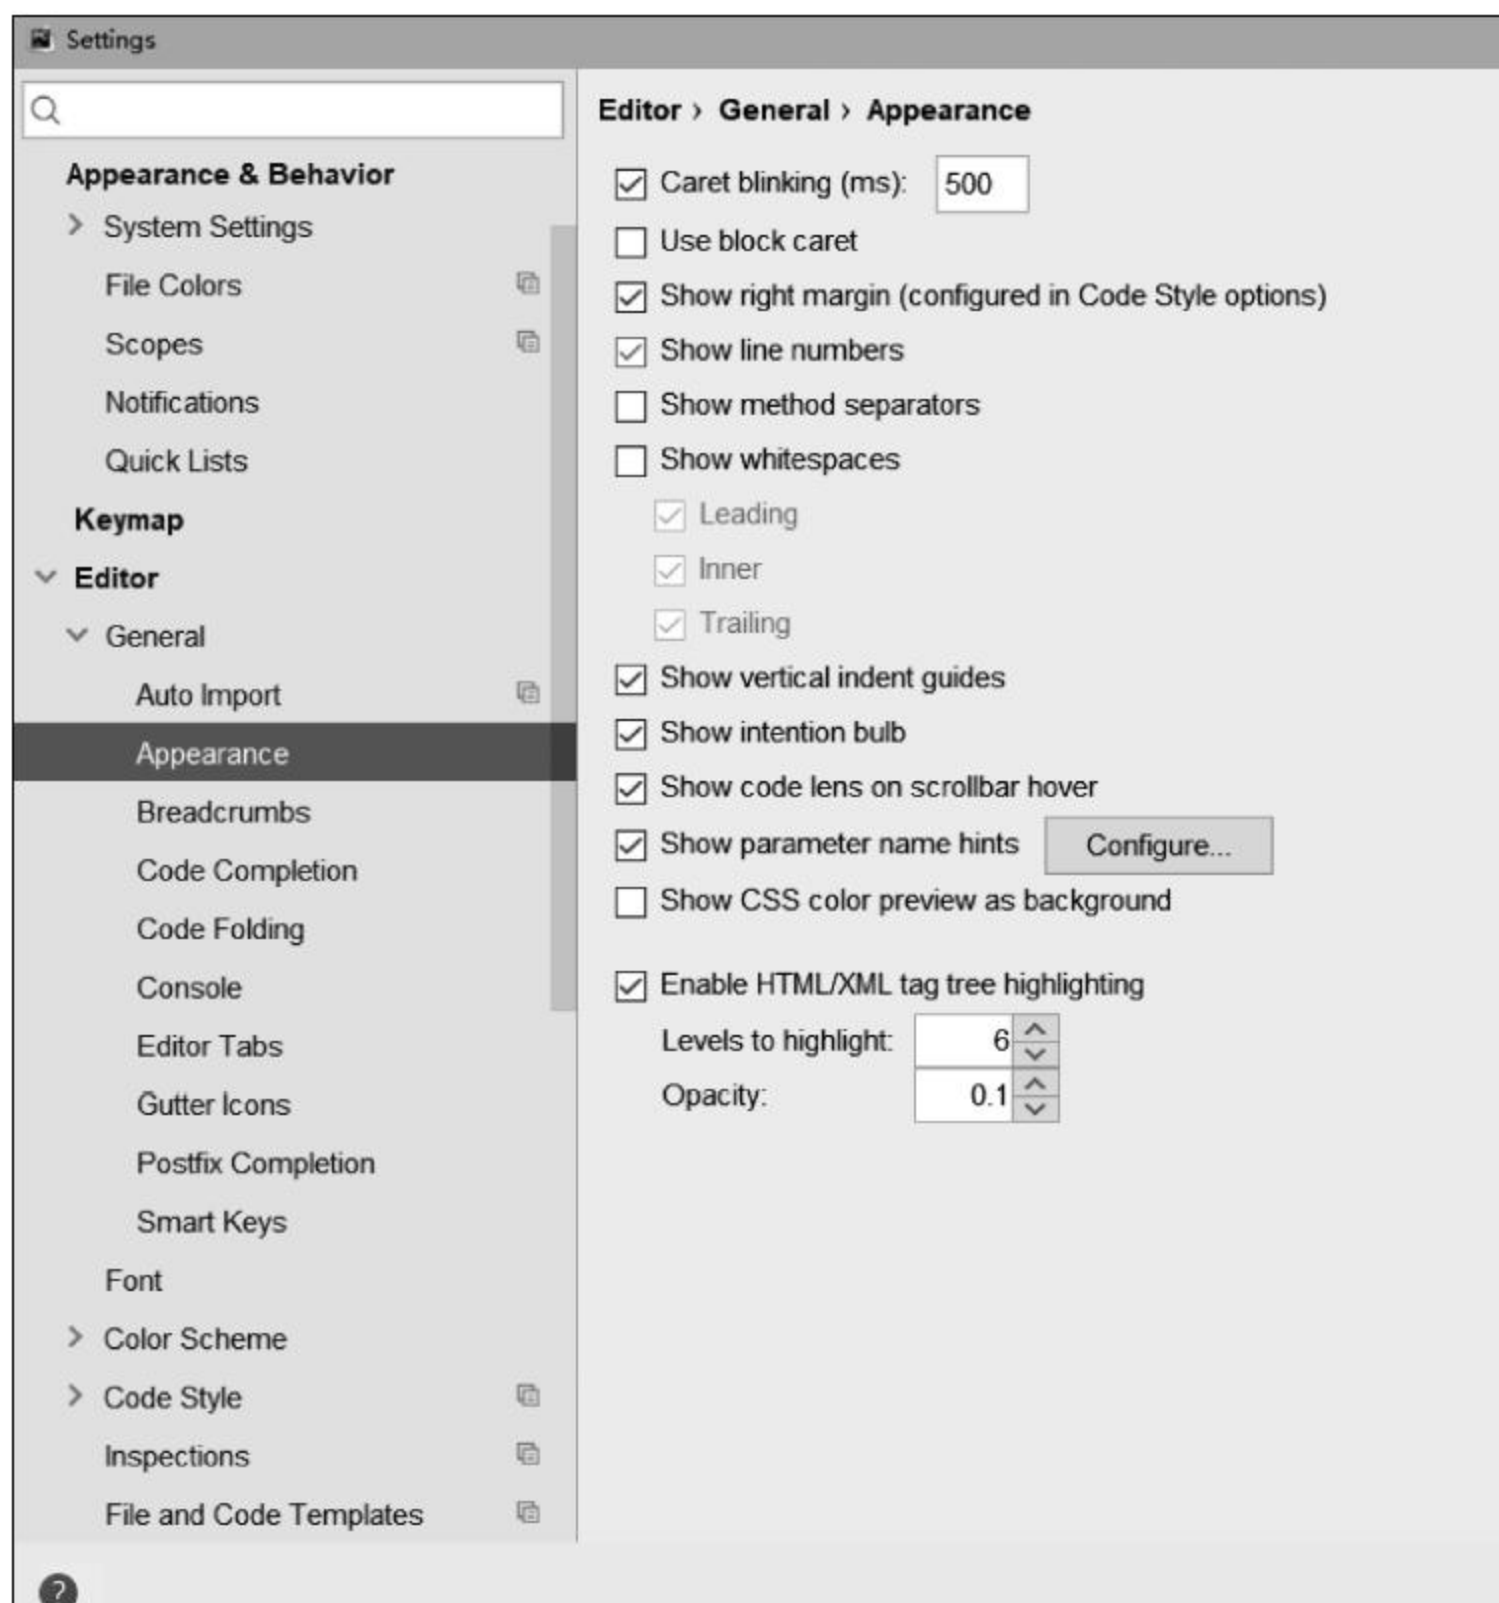 Settings
Appearance & Behavior
System Settings
File Colors
Scopes
Notifications
Quick Lists
Keymap
Editor
General
Auto Import
Appearance
Breadcrumbs
Code Completion
Code Folding
Console
Editor Tabs
Gutter Icons
Postfix Completion
Smart Keys
Font
Color Scheme
Code Style
Inspections
File and Code Templates
?
Editor › General › Appearance
Caret blinking (ms): 500
Use block caret
Show right margin (configured in Code Style options)
Show line numbers
Show method separators
Show whitespaces
Leading
Inner
Trailing
Show vertical indent guides
Show intention bulb
Show code lens on scrollbar hover
Show parameter name hints Configure...
Show CSS color preview as background
Enable HTML/XML tag tree highlighting
Levels to highlight: 6
Opacity: 0.1